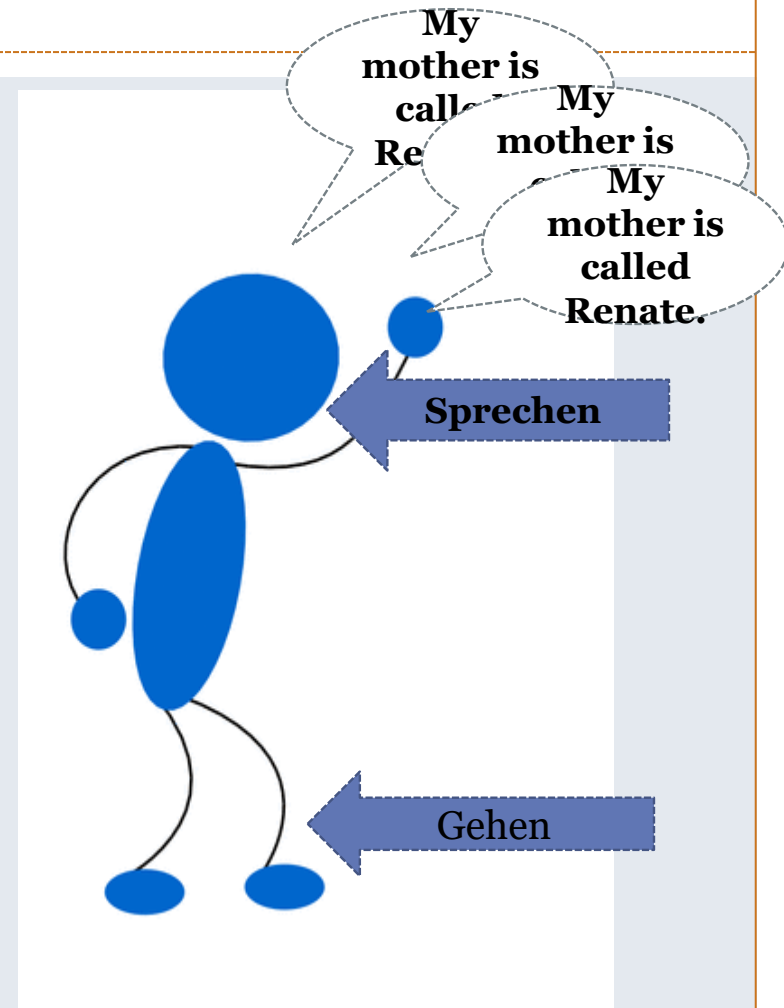 My
mother is
My
mother is
My
mother is
called
Renate.
Sprechen
Gehen